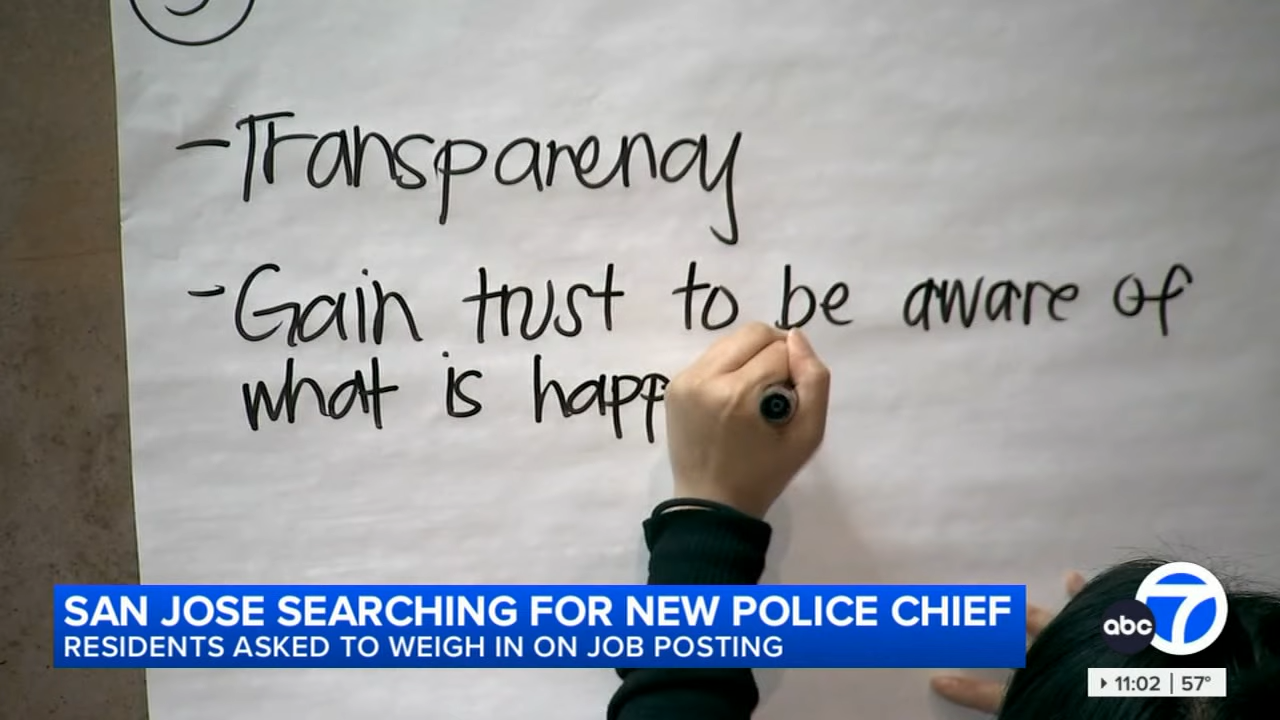 -Transparency
-Gain trust to be aware of
what is happ
SAN JOSE SEARCHING FOR NEW POLICE CHIEF
RESIDENTS ASKED TO WEIGH IN ON JOB POSTING
abc 7
11:02 | 57°